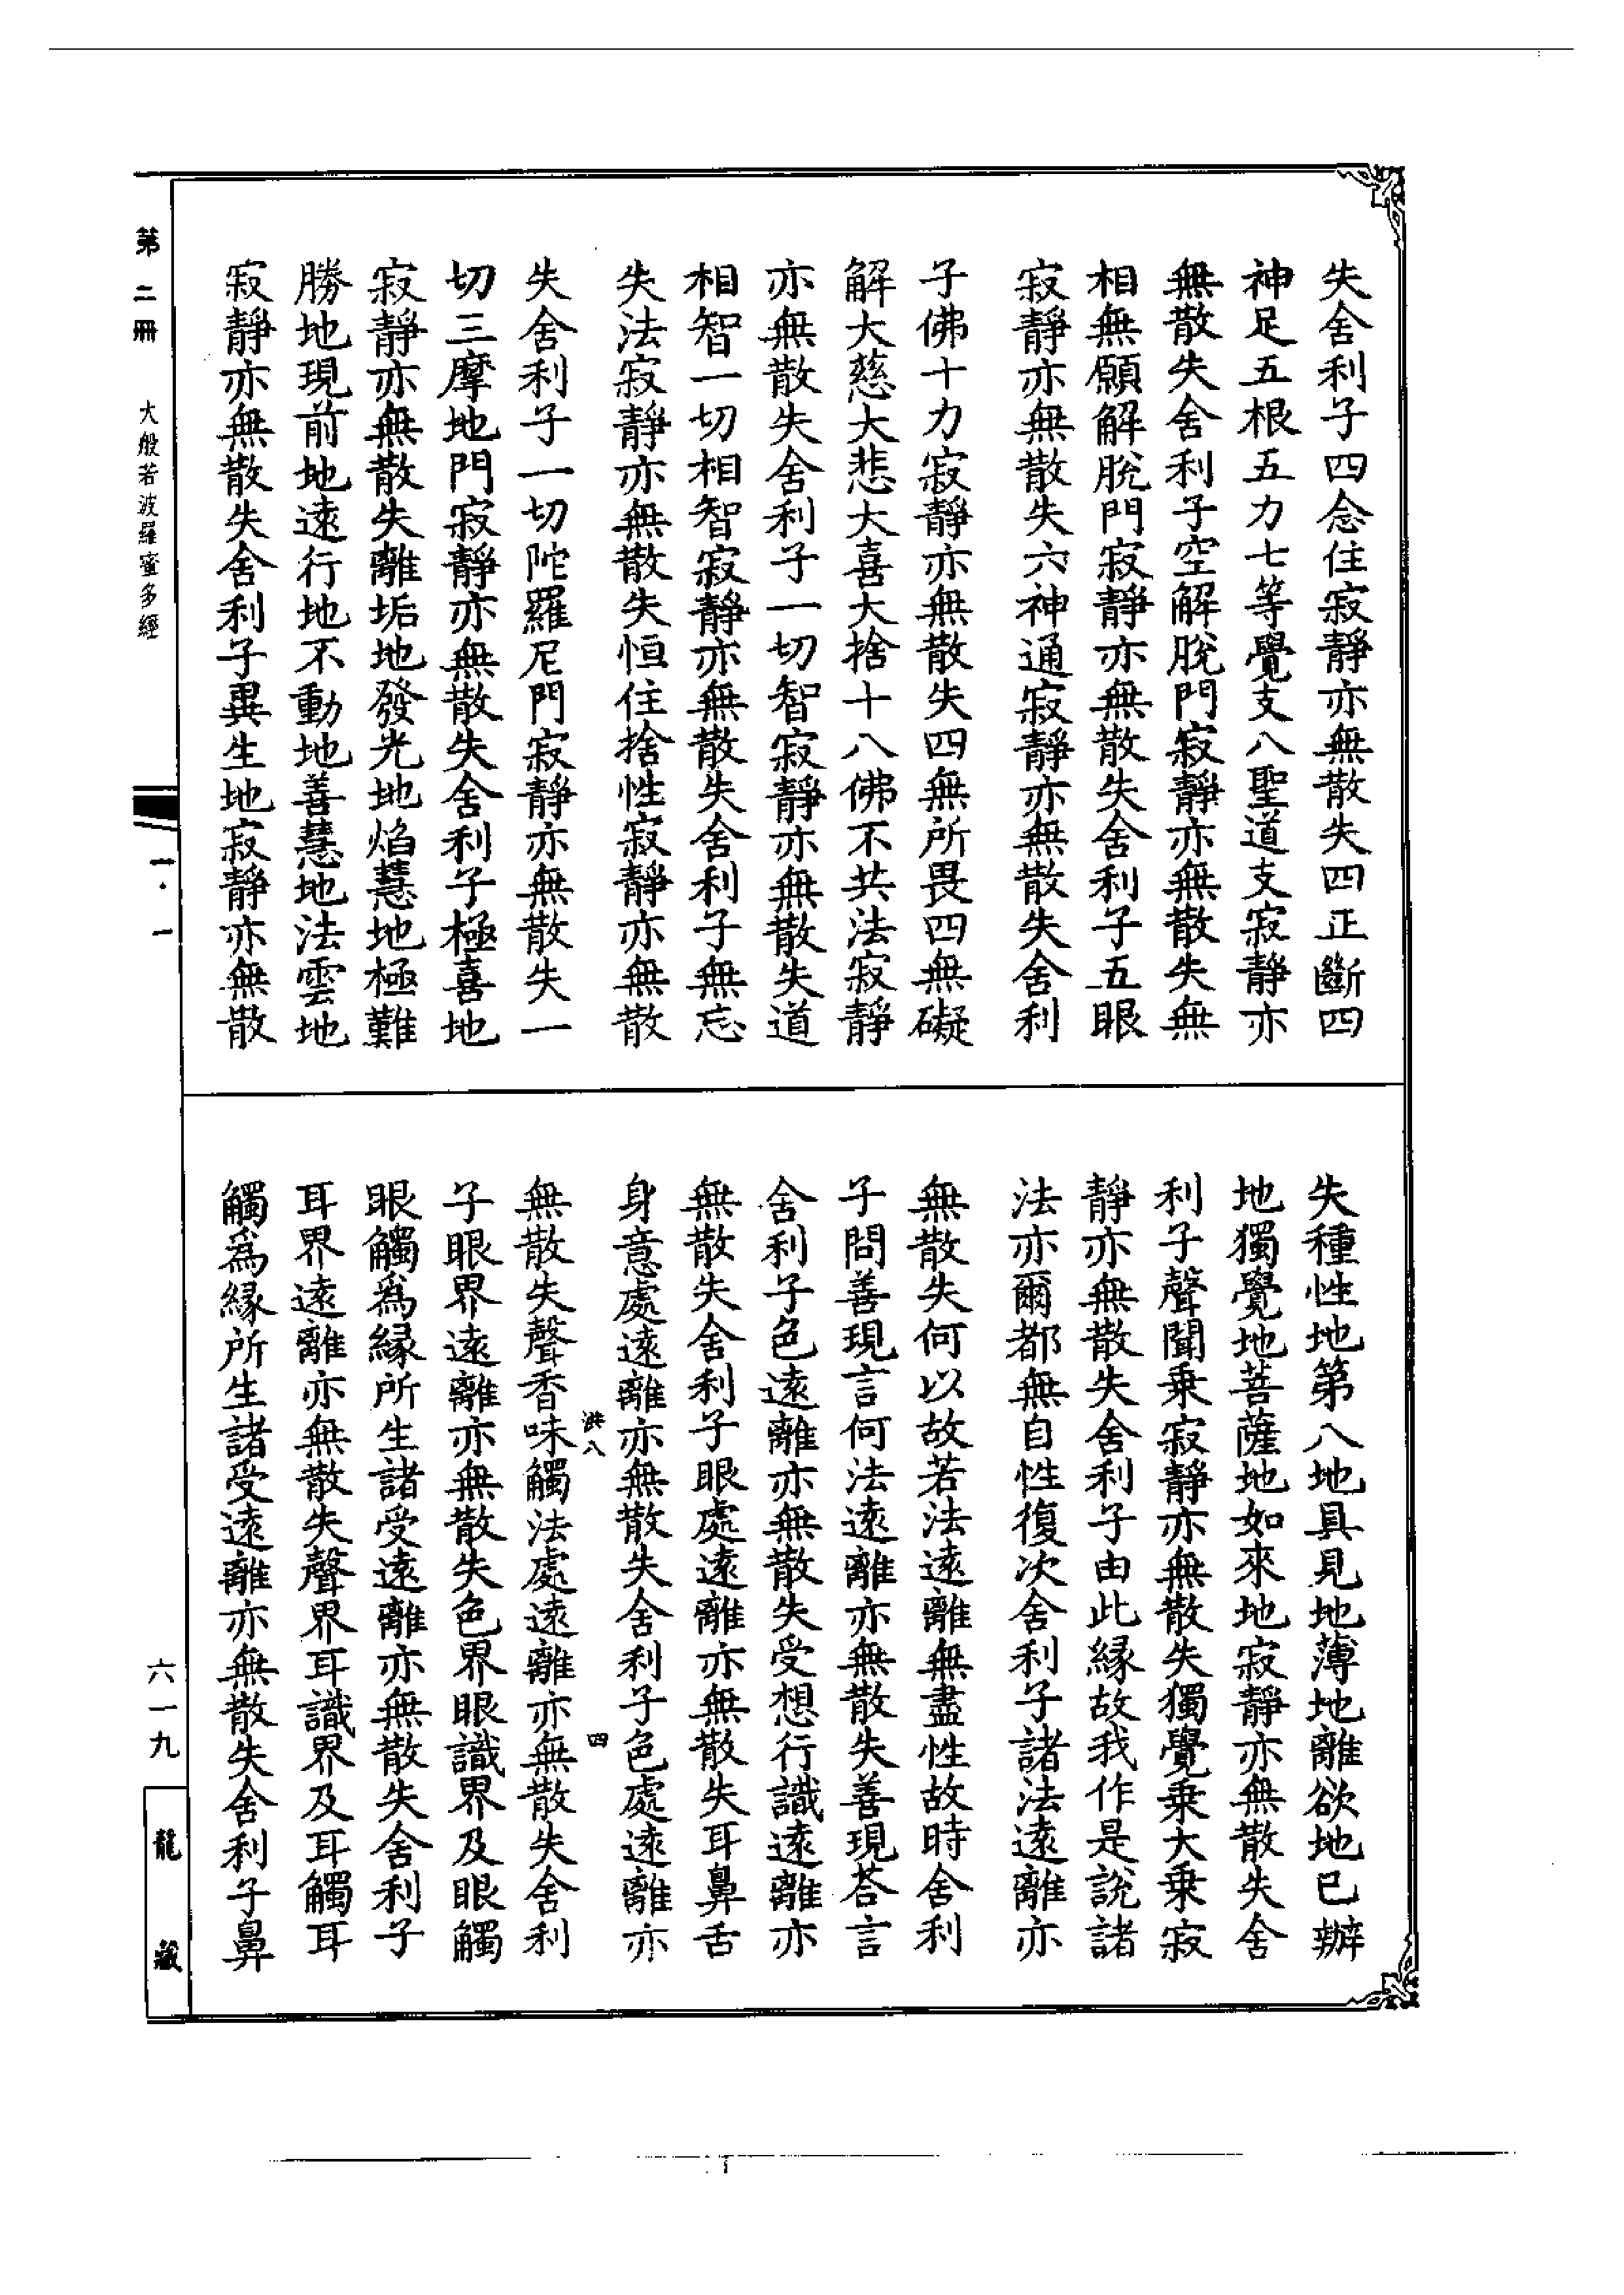 失舍利子四念住寂靜亦無散失四正斷四
神足五根五力七等覺支八聖道支寂靜亦
無散失舍利子空解脫門寂靜亦無散失無
相無願解脫門寂靜亦無散失舍利子五眼
寂靜亦無散失六神通寂靜亦無散失舍利
子佛十力寂靜亦無散失四無所畏四無礙
解大慈大悲大喜大捨十八佛不共法寂靜
亦無散失舍利子一切智寂靜亦無散失道
相智一切相智寂靜亦無散失舍利子無忘
失法寂靜亦無散失恒住捨性寂靜亦無散
失舍利子一切陀羅尼門寂靜亦無散失一
切三摩地門寂靜亦無散失舍利子極喜地
寂靜亦無散失離垢地發光地焰慧地極難
勝地現前地遠行地不動地善慧地法雲地
寂靜亦無散失舍利子異生地寂靜亦無散
失種性地第八地具見地薄地離欲地已辦
地獨覺地菩薩地如來地寂靜亦無散失舍
利子聲聞乘寂靜亦無散失獨覺乘大乘寂
靜亦無散失舍利子由此緣故我作是說諸
法亦爾都無自性復次舍利子諸法遠離亦
無散失何以故若法遠離無盡性故時舍利
子問善現言何法遠離亦無散失善現荅言
舍利子色遠離亦無散失受想行識遠離亦
無散失舍利子眼處遠離亦無散失耳鼻舌
身意處遠離亦無散失舍利子色處遠離亦
洪八 四
無散失聲香味觸法處遠離亦無散失舍利
子眼界遠離亦無散失色界眼識界及眼觸
眼觸爲緣所生諸受遠離亦無散失舍利子
耳界遠離亦無散失聲界耳識界及耳觸耳
觸爲緣所生諸受遠離亦無散失舍利子鼻
第二冊 大般若波羅蜜多經
一·一
六一九
龍藏